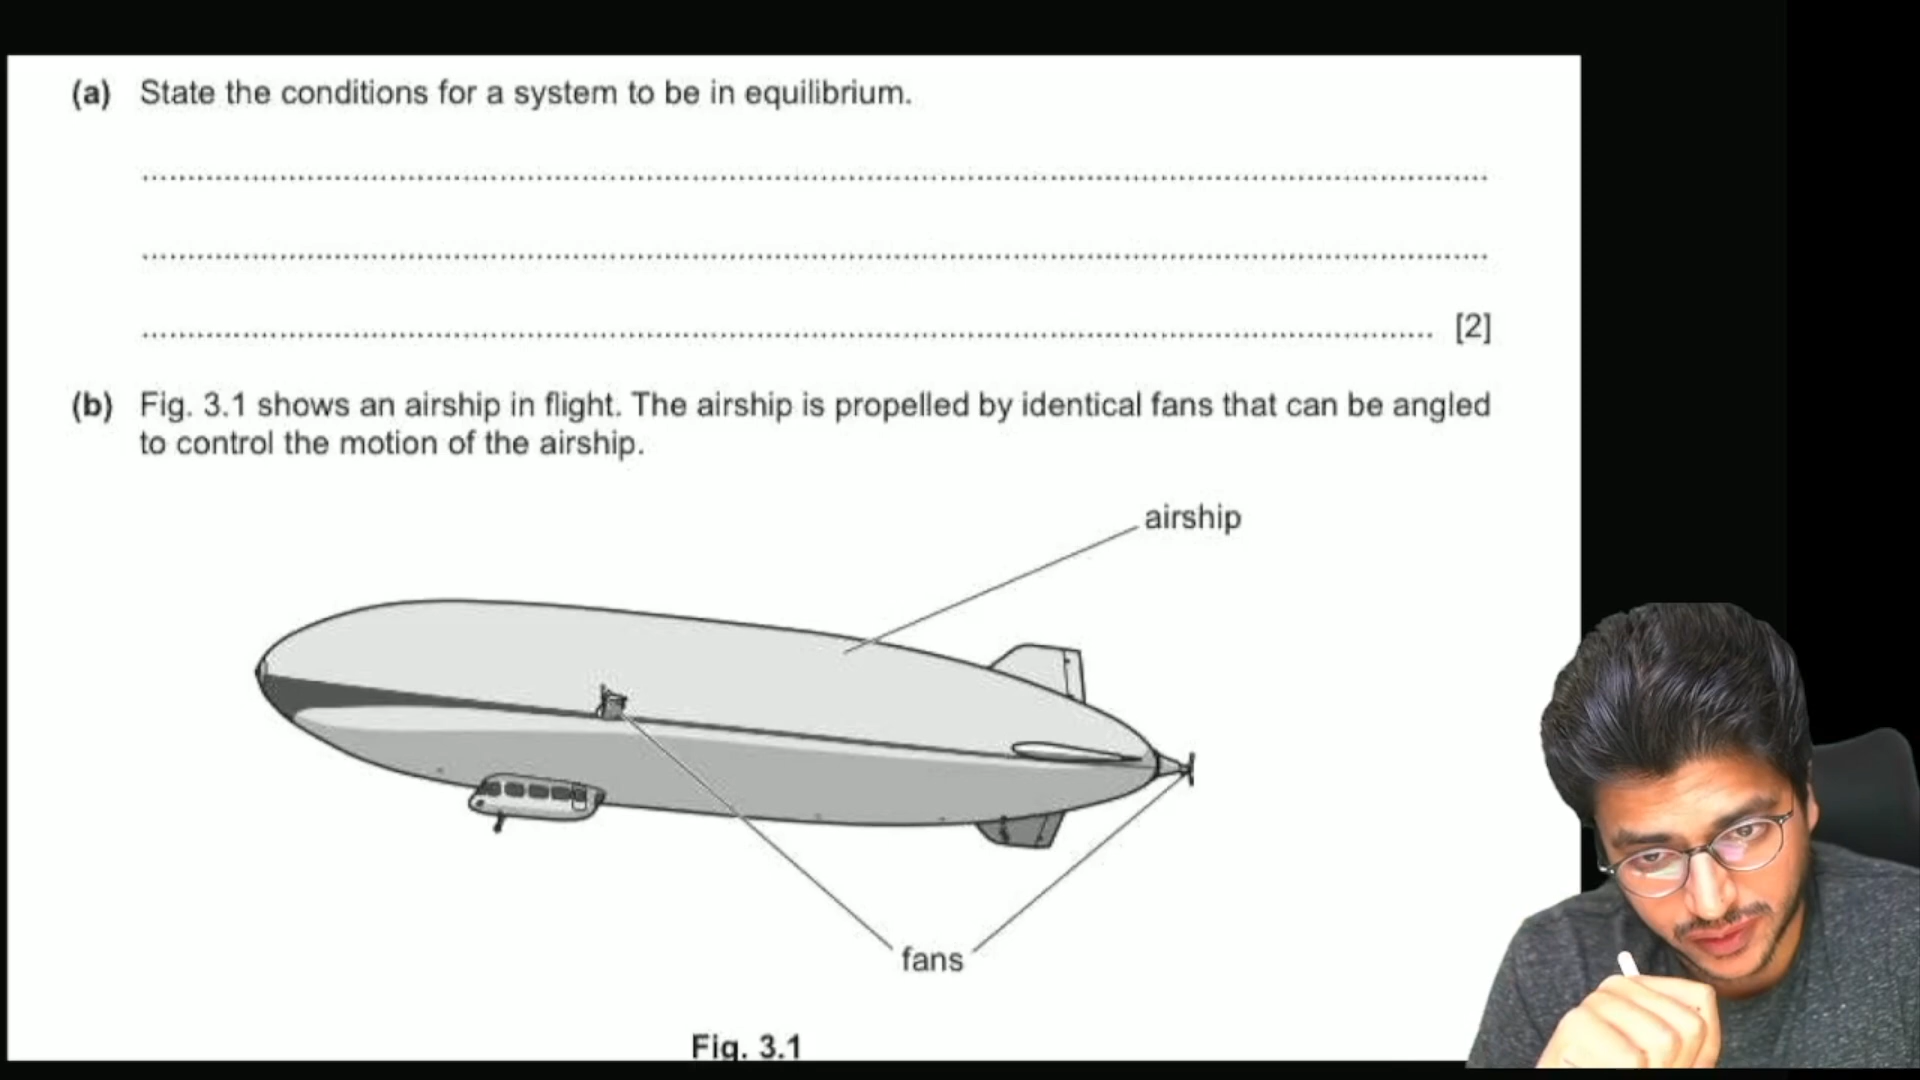 (a) State the conditions for a system to be in equilibrium.
[2]
(b) Fig. 3.1 shows an airship in flight. The airship is propelled by identical fans that can be angled
to control the motion of the airship.
airship
fans
Fig. 3.1